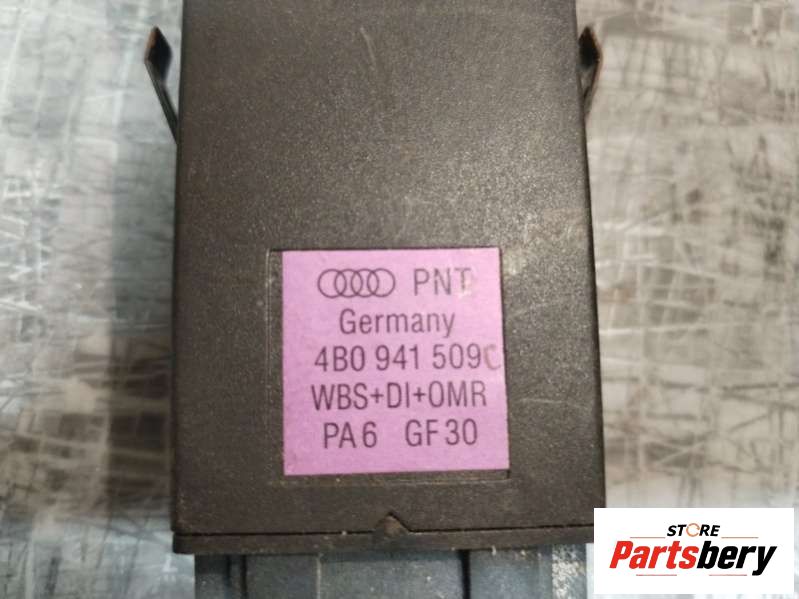 PNT
Germany
4B0 941 509C
WBS+DI+OMR
PA6 GF30
STORE
Partsbery